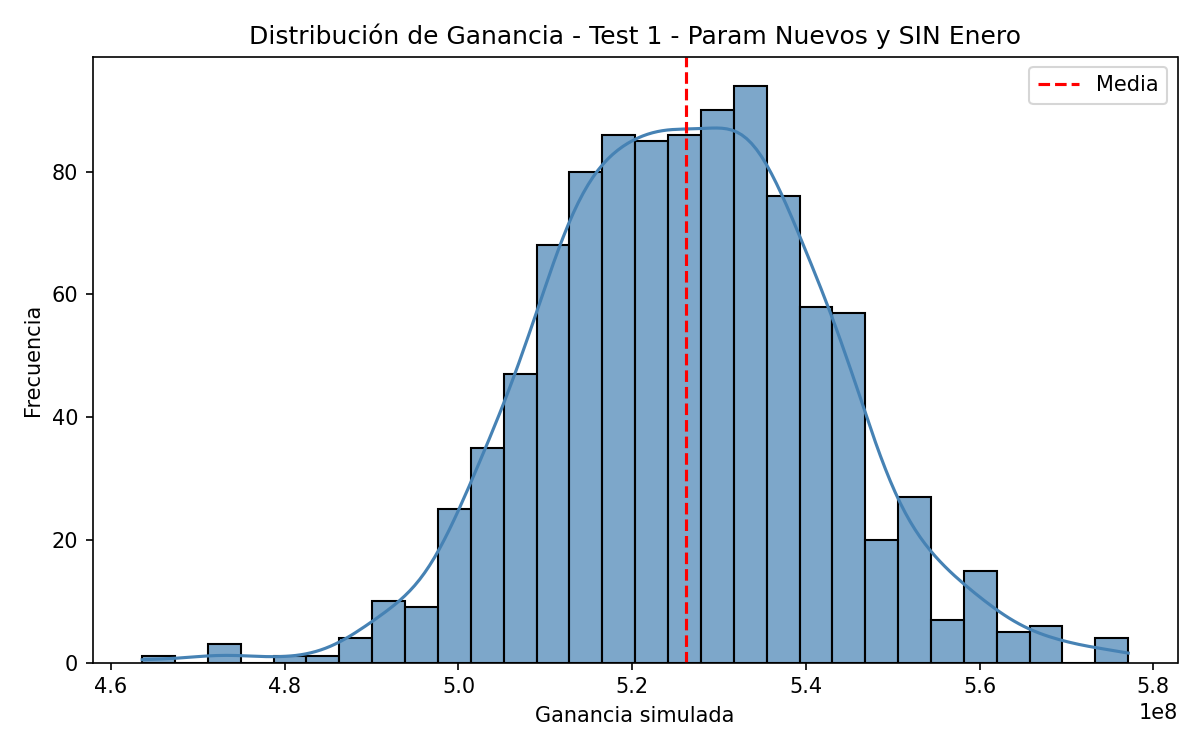 Distribución de Ganancia - Test 1 - Param Nuevos y SIN Enero
Media
Frecuencia
80
60
40
20
0
4.6 4.8 5.0 5.2 5.4 5.6 5.8
1e8
Ganancia simulada